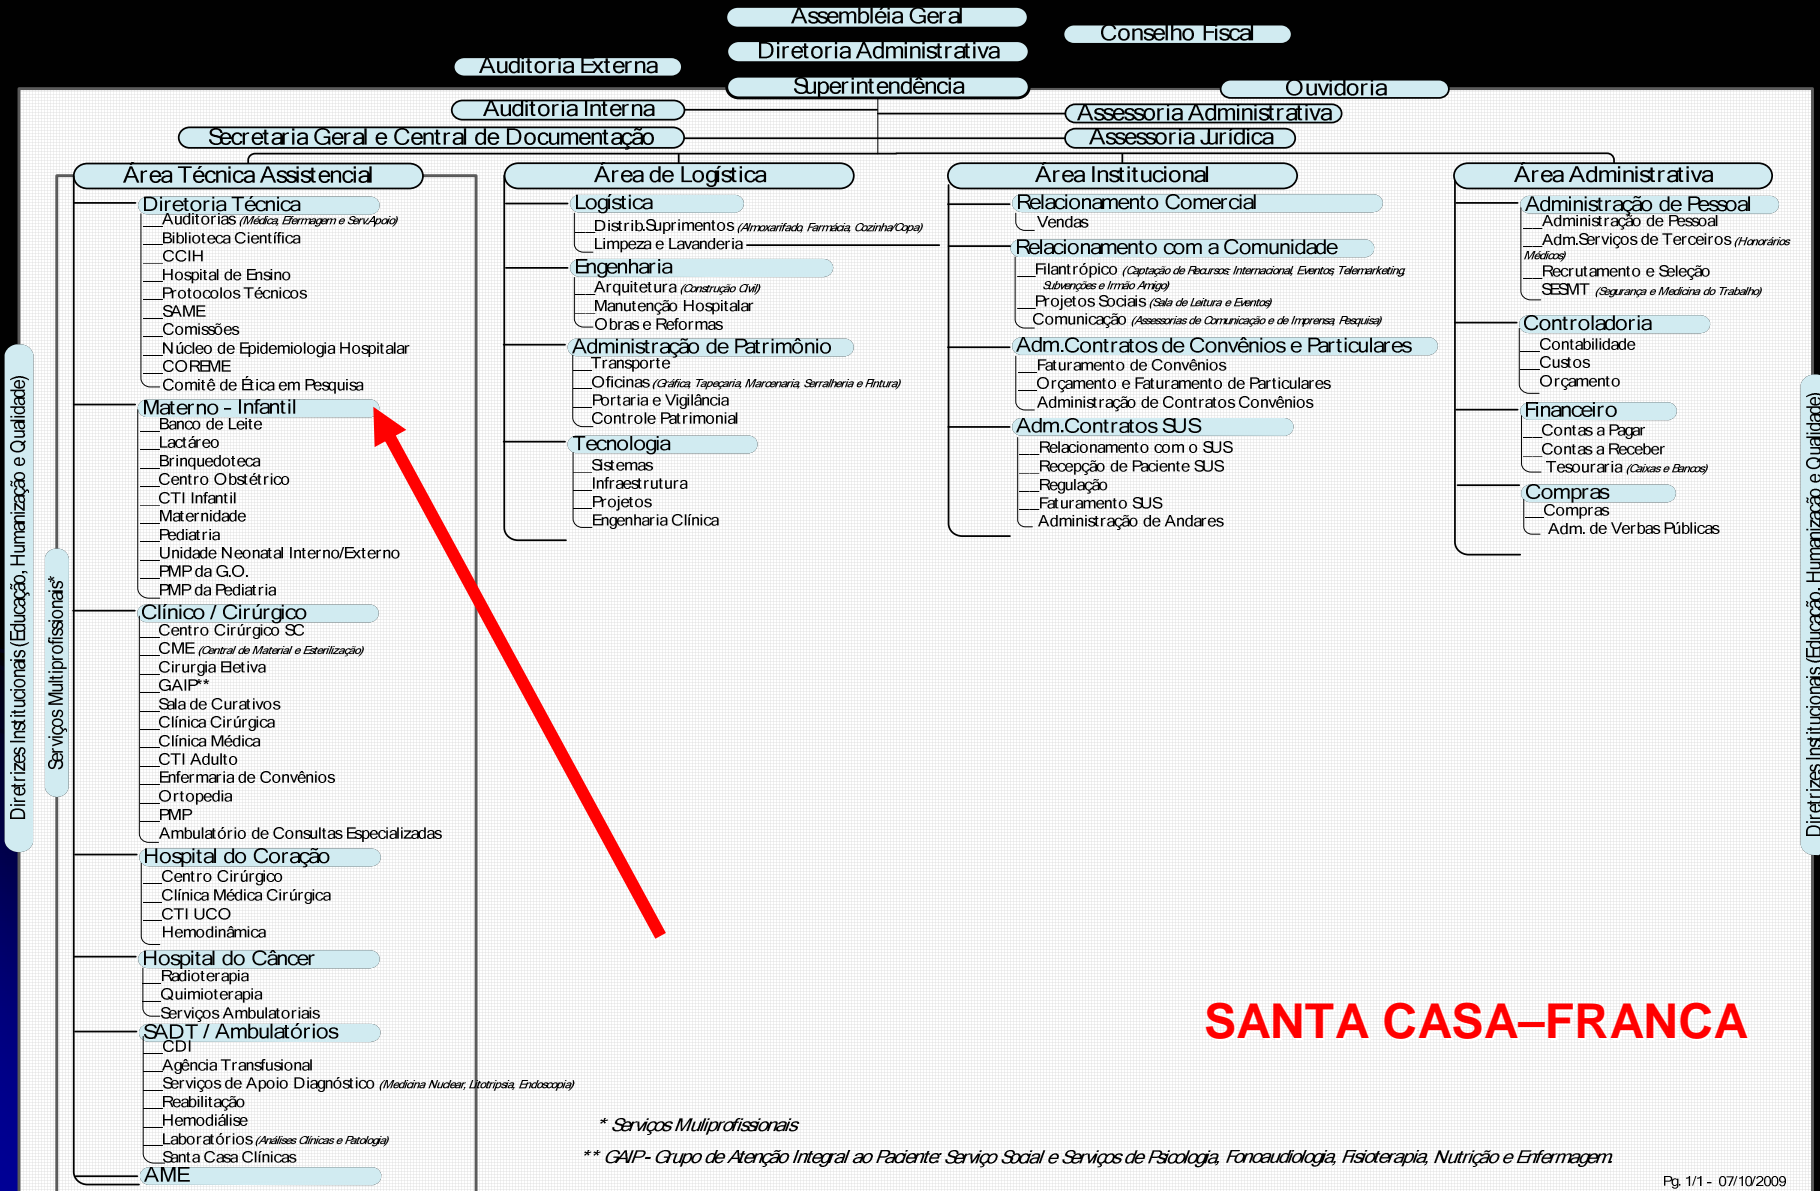 Assembléia Geral
Conselho Fiscal
Diretoria Administrativa
Auditoria Externa
Superintendência
Ouvidoria
Auditoria Interna
Assessoria Administrativa
Secretaria Geral e Central de Documentação
Assessoria Jurídica
Diretrizes Institucionais (Educação, Humanização e Qualidade)
Serviços Multiprofissionais*
Área Técnica Assistencial
Diretoria Técnica
Auditorias (Médica, Efermagem e Serv.Apoio)
Biblioteca Científica
CCIH
Hospital de Ensino
Protocolos Técnicos
SAME
Comissões
Núcleo de Epidemiologia Hospitalar
COREME
Comitê de Ética em Pesquisa
Materno - Infantil
Banco de Leite
Lactáreo
Brinquedoteca
Centro Obstétrico
CTI Infantil
Maternidade
Pediatria
Unidade Neonatal Interno/Externo
PMP da G.O.
PMP da Pediatria
Clínico / Cirúrgico
Centro Cirúrgico SC
CME (Central de Material e Esterilização)
Cirurgia Eletiva
GAIP**
Sala de Curativos
Clínica Cirúrgica
Clínica Médica
CTI Adulto
Enfermaria de Convênios
Ortopedia
PMP
Ambulatório de Consultas Especializadas
Hospital do Coração
Centro Cirúrgico
Clínica Médica Cirúrgica
CTI UCO
Hemodinâmica
Hospital do Câncer
Radioterapia
Quimioterapia
Serviços Ambulatoriais
SADT / Ambulatórios
CDI
Agência Transfusional
Serviços de Apoio Diagnóstico (Medicina Nuclear, Litotripsia, Endoscopia)
Reabilitação
Hemodiálise
Laboratórios (Análises Clínicas e Patologia)
Santa Casa Clínicas
AME
Área de Logística
Logística
Distrib.Suprimentos (Almoxarifado, Farmácia, Cozinha/Copa)
Limpeza e Lavanderia
Engenharia
Arquitetura (Construção Civil)
Manutenção Hospitalar
Obras e Reformas
Administração de Patrimônio
Transporte
Oficinas (Gráfica, Tapeçaria, Marcenaria, Serralheria e Pintura)
Portaria e Vigilância
Controle Patrimonial
Tecnologia
Sistemas
Infraestrutura
Projetos
Engenharia Clínica
Área Institucional
Relacionamento Comercial
Vendas
Relacionamento com a Comunidade
Filantrópico (Captação de Recursos: Internacional, Eventos, Telemarketing,
Subvenções e Irmão Amigo)
Projetos Sociais (Sala de Leitura e Eventos)
Comunicação (Assessorias de Comunicação e de Imprensa, Pesquisa)
Adm.Contratos de Convênios e Particulares
Faturamento de Convênios
Orçamento e Faturamento de Particulares
Administração de Contratos Convênios
Adm.Contratos SUS
Relacionamento com o SUS
Recepção de Paciente SUS
Regulação
Faturamento SUS
Administração de Andares
Área Administrativa
Administração de Pessoal
Administração de Pessoal
Adm.Serviços de Terceiros (Honorários
Médicos)
Recrutamento e Seleção
SESMT (Segurança e Medicina do Trabalho)
Controladoria
Contabilidade
Custos
Orçamento
Financeiro
Contas a Pagar
Contas a Receber
Tesouraria (Caixas e Bancos)
Compras
Compras
Adm. de Verbas Públicas
Diretrizes Institucionais (Educação, Humanização e Qualidade)
SANTA CASA–FRANCA
* Serviços Muliprofissionais
** GAIP - Grupo de Atenção Integral ao Paciente: Serviço Social e Serviços de Psicologia, Fonoaudiologia, Fisioterapia, Nutrição e Enfermagem.
Pg. 1/1 - 07/10/2009